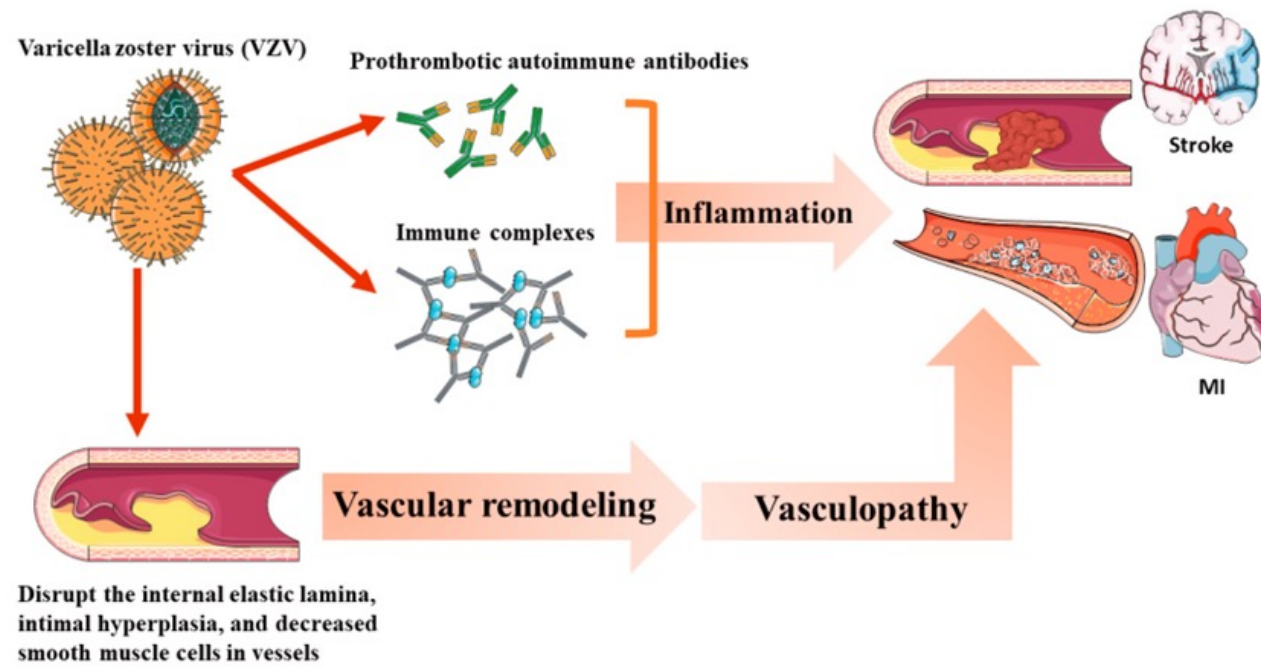 Varicella zoster virus (VZV)
Prothrombotic autoimmune antibodies
Stroke
Inflammation
Immune complexes
MI
Vascular remodeling
Vasculopathy
Disrupt the internal elastic lamina,
intimal hyperplasia, and decreased
smooth muscle cells in vessels